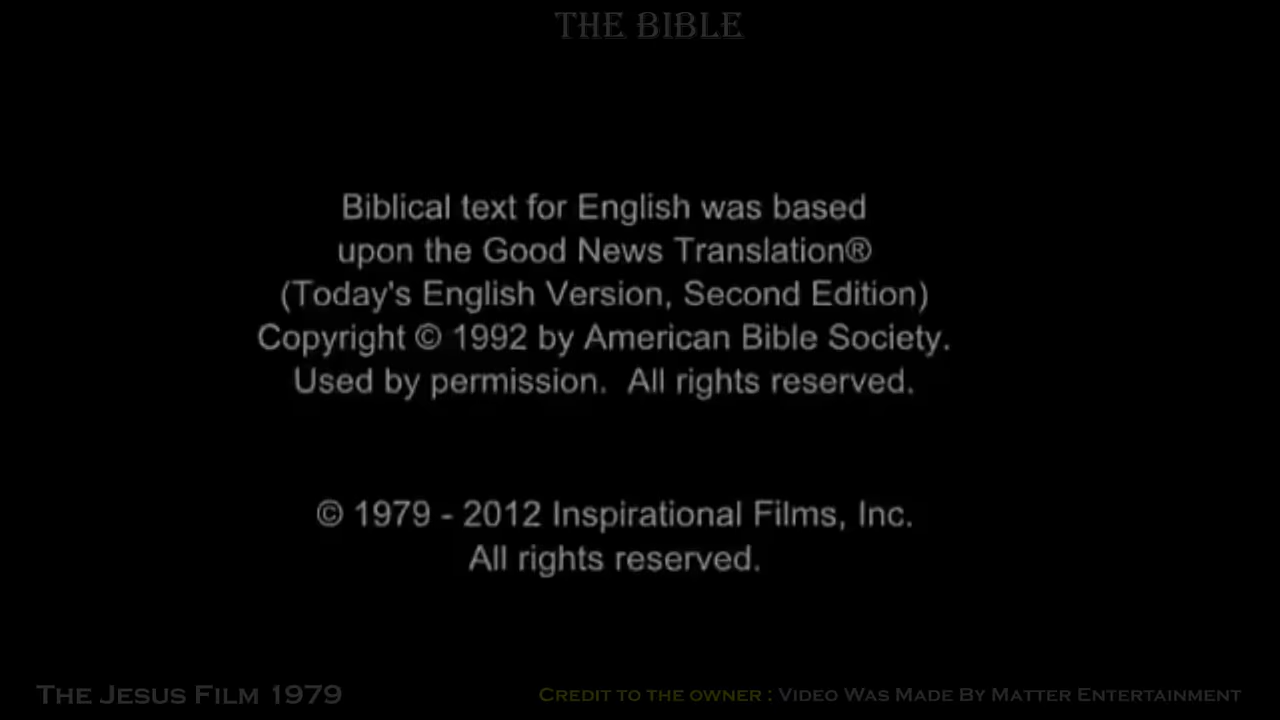 THE BIBLE
Biblical text for English was based
upon the Good News Translation®
(Today's English Version, Second Edition)
Copyright © 1992 by American Bible Society.
Used by permission.  All rights reserved.
© 1979 - 2012 Inspirational Films, Inc.
All rights reserved.
The Jesus Film 1979
Credit to the owner : Video Was Made By Matter Entertainment